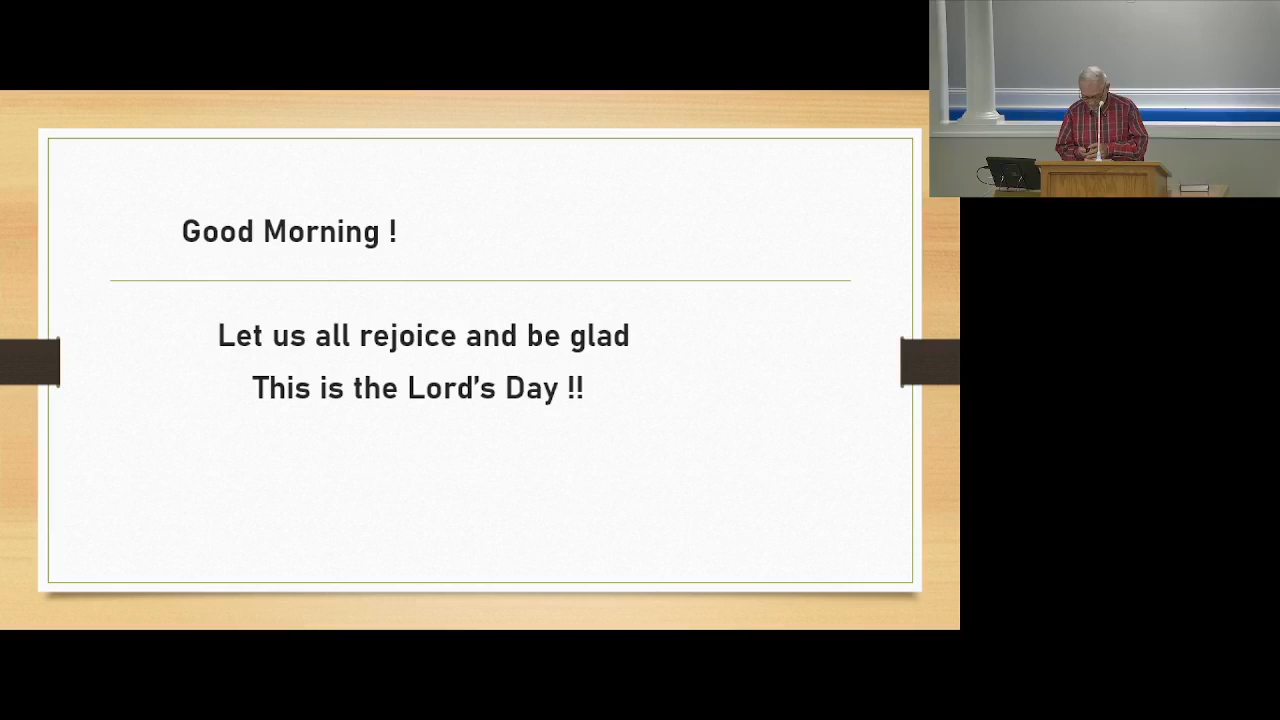 Good Morning !
Let us all rejoice and be glad
This is the Lord’s Day !!